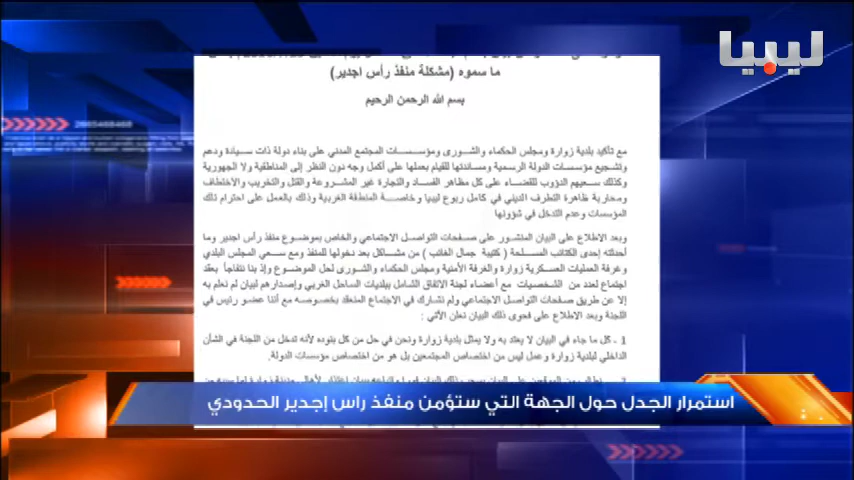 ليبيا
ما سموه (مشكلة منفذ رأس اجدير)
بسم الله الرحمن الرحيم
مع تأكيد بلدية زوارة ومجلس الحكماء والشورى ومؤسسات المجتمع المدني على بناء دولة ذات سيادة ودعم
وتشجيع مؤسسات الدولة الرسمية ومساندتها للقيام بعملها على أكمل وجه دون النظر إلى المناطقية ولا الجهورية
وكذلك سعيهم الدؤوب للقضاء على كل مظاهر الفساد والتجارة غير المشروعة والقتل والتخريب والاختطاف
ومحاربة ظاهرة التطرف الديني في كامل ربوع ليبيا وخاصة المنطقة الغربية وذلك بالعمل على احترام تلك
المؤسسات وعدم التدخل في شؤونها
وبعد الاطلاع على البيان المنشور على صفحات التواصل الاجتماعي والخاص بموضوع منفذ رأس اجدير وما
أحدثته إحدى الكتائب المسلحة ( كتيبة جمال الغائب ) من مشاكل بعد دخولها للمنفذ ومع سعي المجلس البلدي
وغرفة العمليات العسكرية زوارة والغرفة الأمنية ومجلس الحكماء والشورى لحل الموضوع وإذ بنا نتفاجأ بعقد
اجتماع لعدد من الشخصيات مع أعضاء لجنة الاتفاق الشامل ببلديات الساحل الغربي وإصدارهم لبيان لم نعلم به
إلا عن طريق صفحات التواصل الاجتماعي ولم نشارك في الاجتماع المنعقد بخصوصه مع أننا عضو رئيس في
اللجنة وبعد الاطلاع على فحوى ذلك البيان نعلن الآتي :
1 - كل ما جاء في البيان لا يعتد به ولا يمثل بلدية زوارة ونحن في حل من كل بنوده لأنه تدخل من اللجنة في الشأن
الداخلي لبلدية زوارة وعمل ليس من اختصاص المجتمعين بل هو من اختصاص مؤسسات الدولة.
استمرار الجدل حول الجهة التي ستؤمن منفذ راس إجدير الحدودي